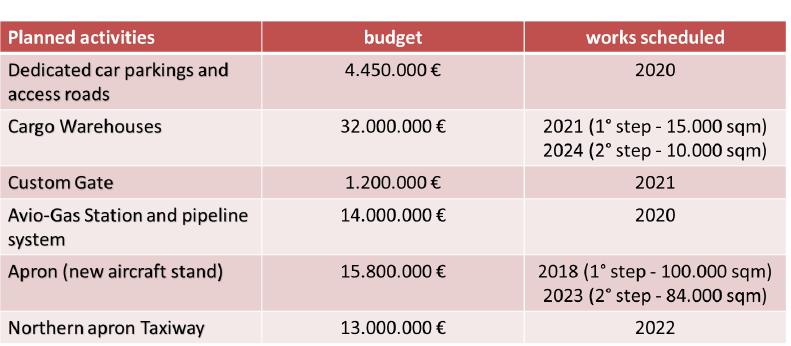 Planned activities budget works scheduled
Dedicated car parkings and access roads 4.450.000 € 2020
Cargo Warehouses 32.000.000 € 2021 (1° step - 15.000 sqm)
2024 (2° step - 10.000 sqm)
Custom Gate 1.200.000 € 2021
Avio-Gas Station and pipeline system 14.000.000 € 2020
Apron (new aircraft stand) 15.800.000 € 2018 (1° step - 100.000 sqm)
2023 (2° step - 84.000 sqm)
Northern apron Taxiway 13.000.000 € 2022